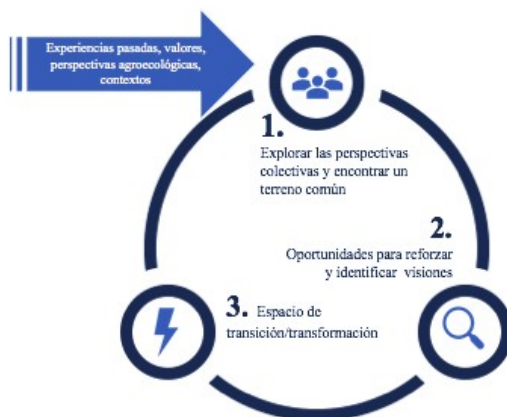 Experiencias pasadas, valores,
perspectivas agroecológicas,
contextos
1.
Explorar las perspectivas
colectivas y encontrar un
terreno común
2.
Oportunidades para reforzar
y identificar visiones
3. Espacio de
transición/transformación